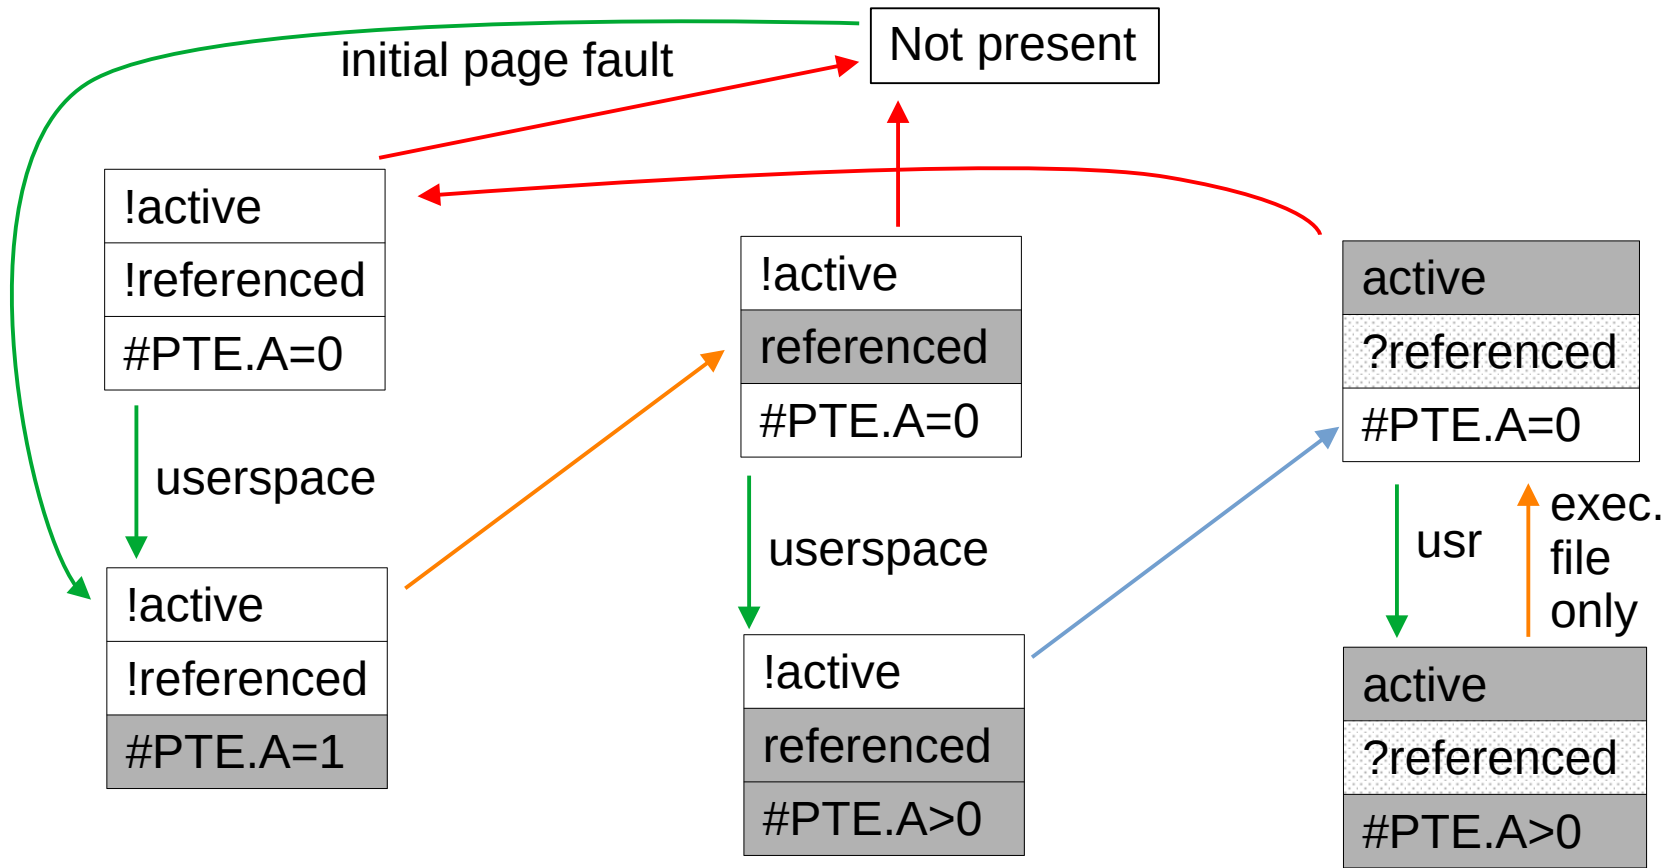 Not present
initial page fault
!active
!referenced
#PTE.A=0
userspace
!active
!referenced
#PTE.A=1
!active
referenced
#PTE.A=0
userspace
!active
referenced
#PTE.A>0
active
?referenced
#PTE.A=0
usr
exec.
file
only
active
?referenced
#PTE.A>0